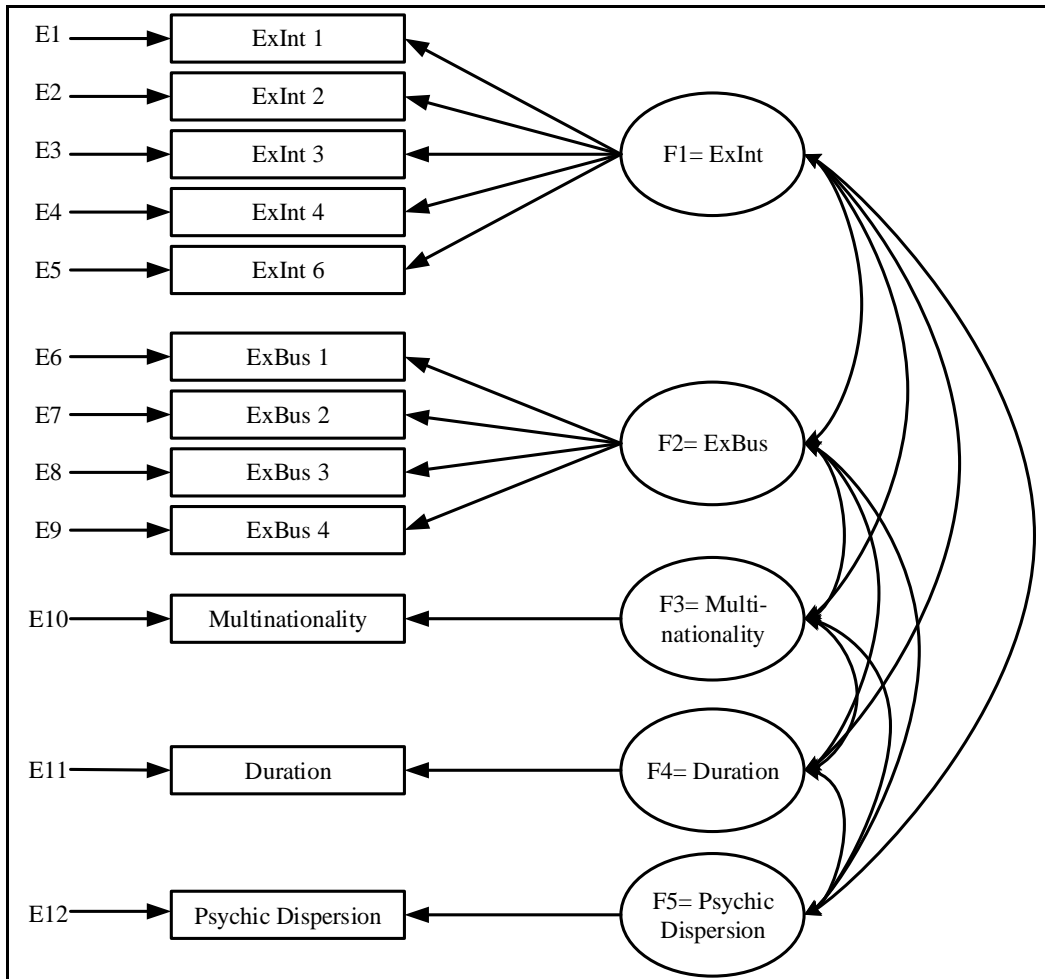 E1
ExInt 1
E2
ExInt 2
E3
ExInt 3
E4
ExInt 4
E5
ExInt 6
F1= ExInt
E6
ExBus 1
E7
ExBus 2
E8
ExBus 3
E9
ExBus 4
F2= ExBus
E10
Multinationality
F3= Multi-
nationality
E11
Duration
F4= Duration
E12
Psychic Dispersion
F5= Psychic
Dispersion